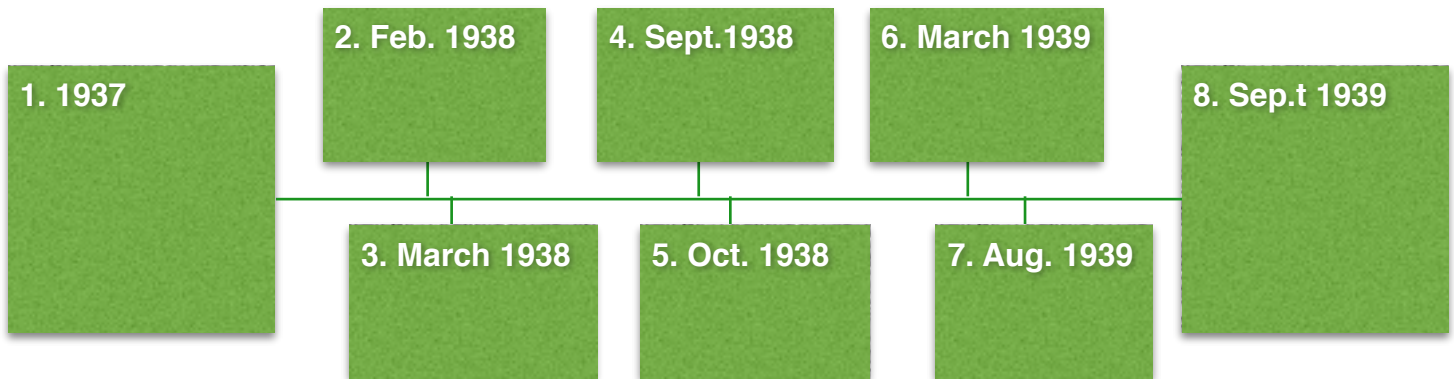 1. 1937
2. Feb. 1938
3. March 1938
4. Sept.1938
5. Oct. 1938
6. March 1939
7. Aug. 1939
8. Sep.t 1939